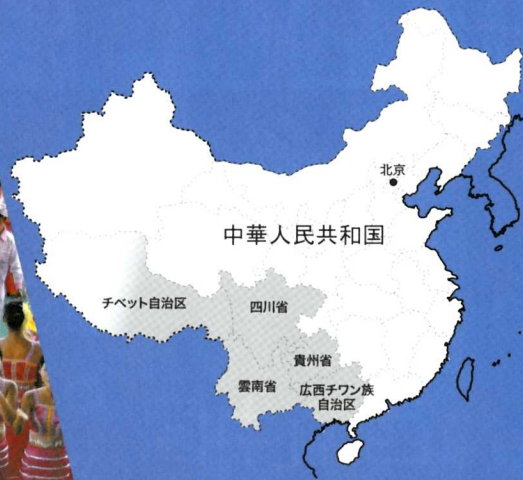 北京
中華人民共和国
チベット自治区
四川省
貴州省
雲南省
広西チワン族
自治区